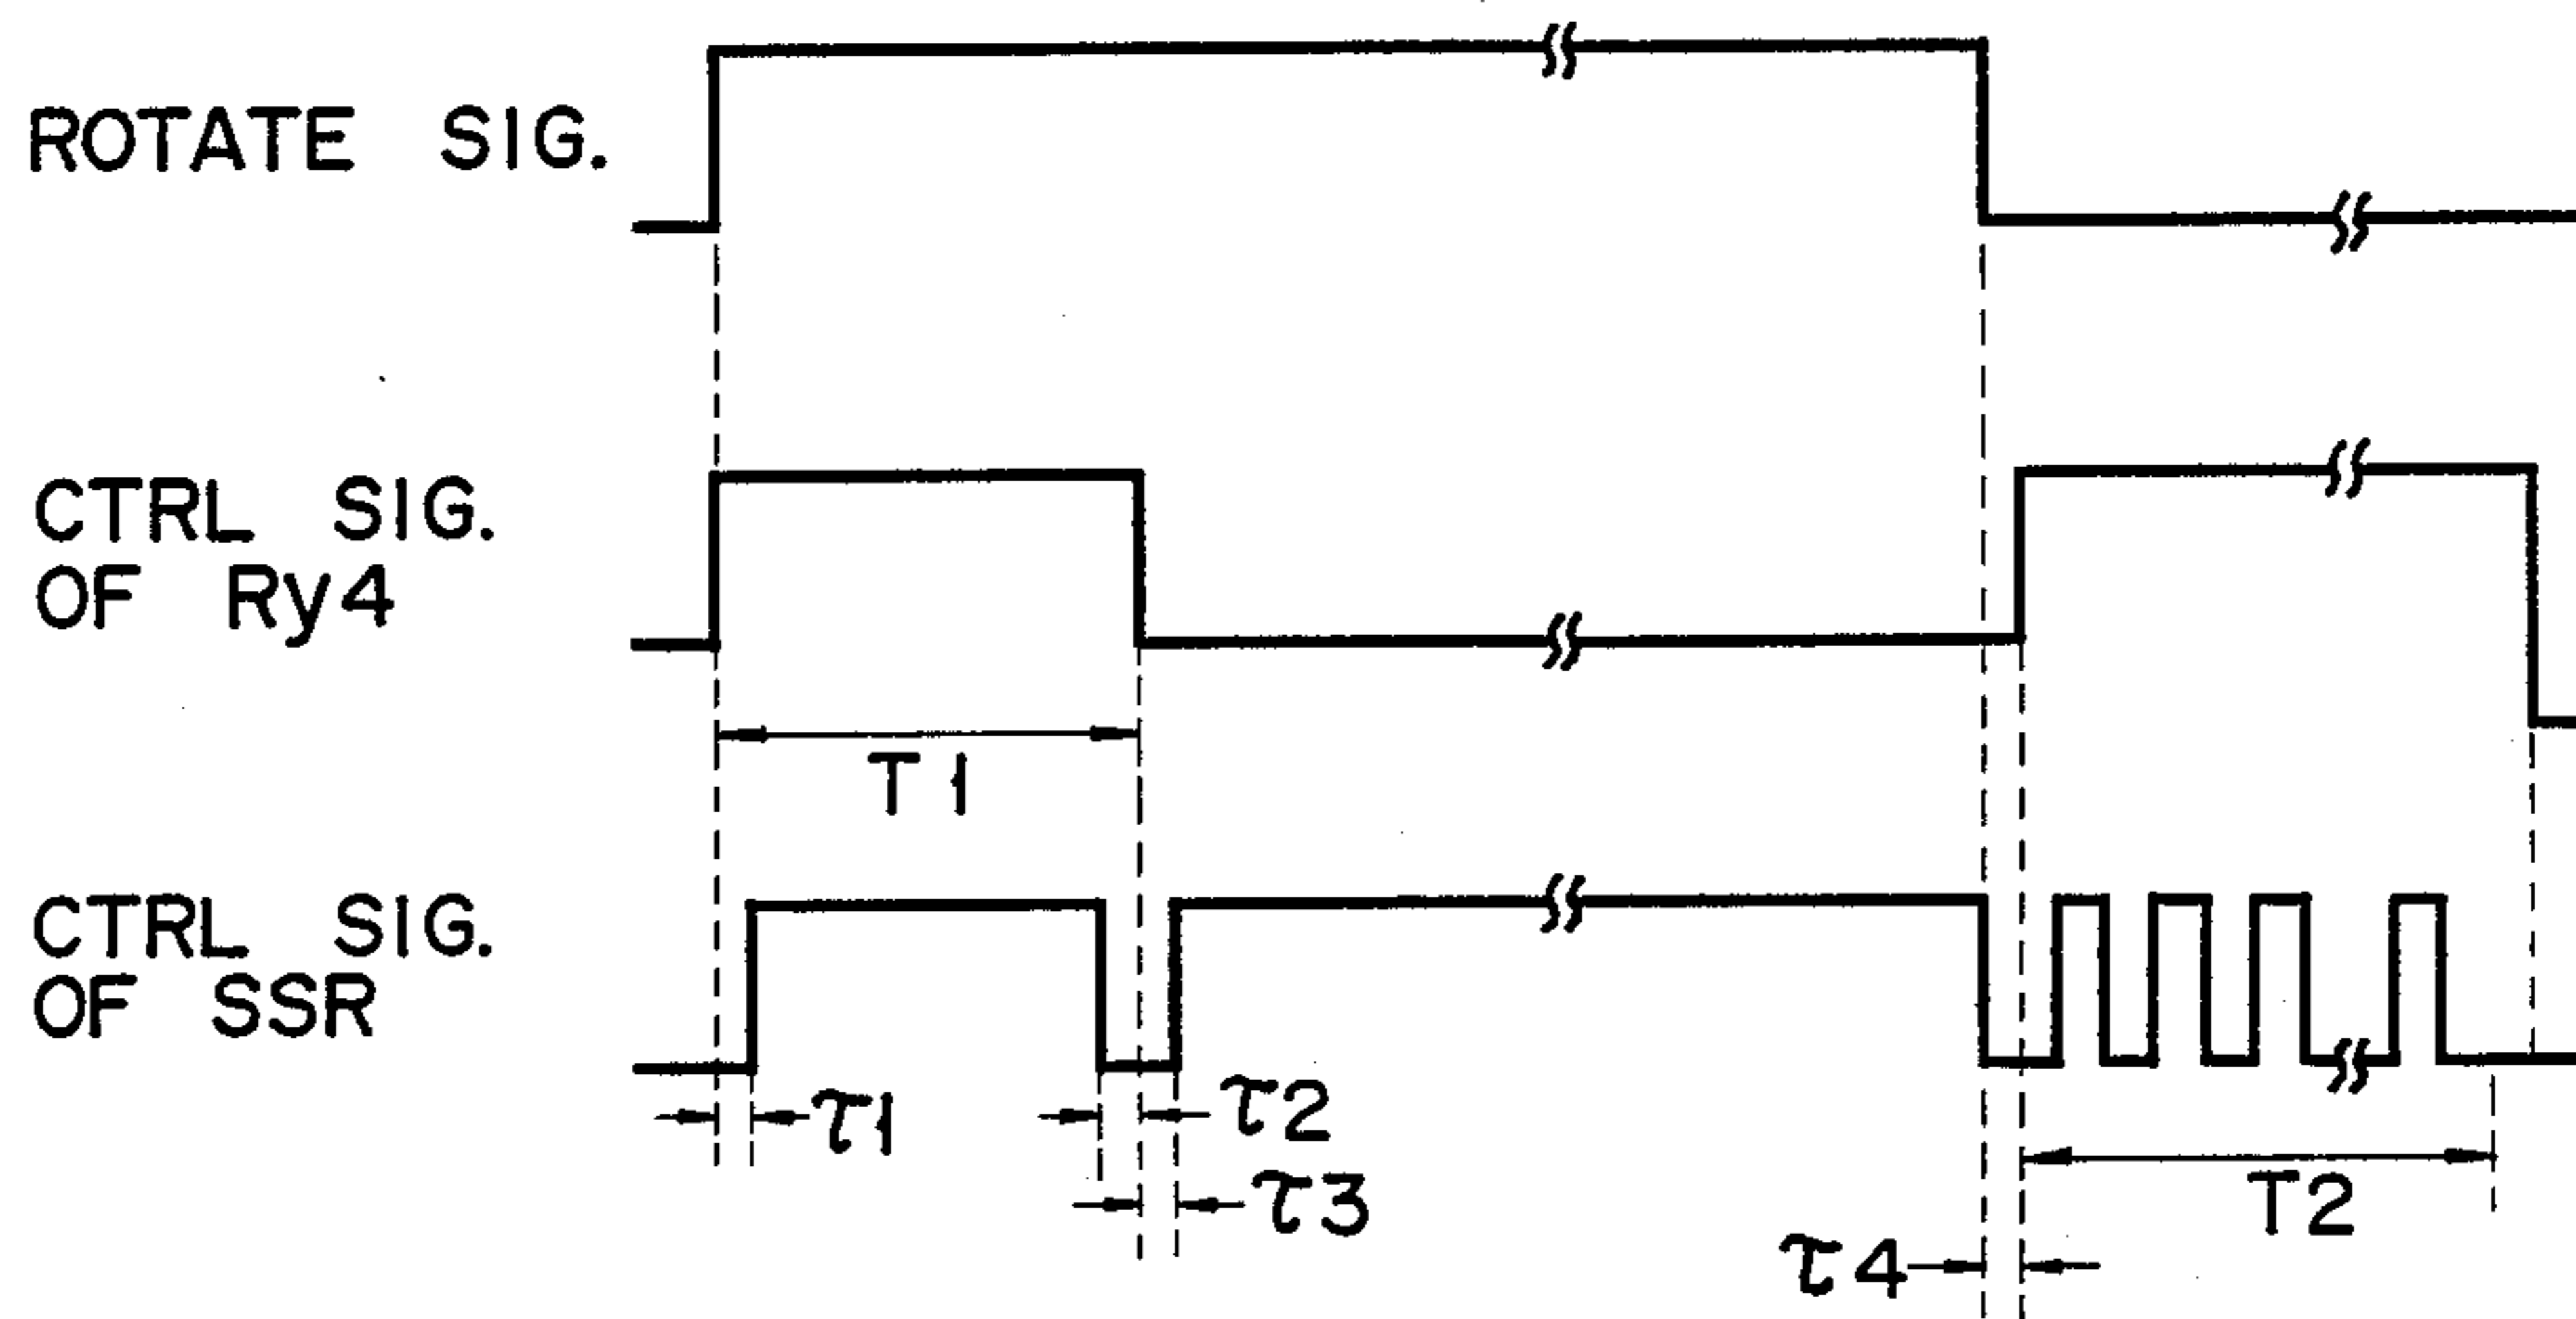 ROTATE SIG.
CTRL SIG.
OF Ry4
T1
CTRL SIG.
OF SSR
τ1
τ2
τ3
T2
τ4